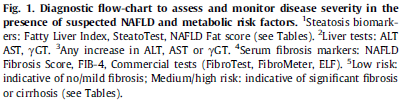 Fig. 1. Diagnostic flow-chart to assess and monitor disease severity in the
presence of suspected NAFLD and metabolic risk factors. ¹Steatosis biomark-
ers: Fatty Liver Index, SteatoTest, NAFLD Fat score (see Tables). ²Liver tests: ALT
AST, γGT. ³Any increase in ALT, AST or γGT. ⁴Serum fibrosis markers: NAFLD
Fibrosis Score, FIB-4, Commercial tests (FibroTest, FibroMeter, ELF). ⁵Low risk:
indicative of no/mild fibrosis; Medium/high risk: indicative of significant fibrosis
or cirrhosis (see Tables).